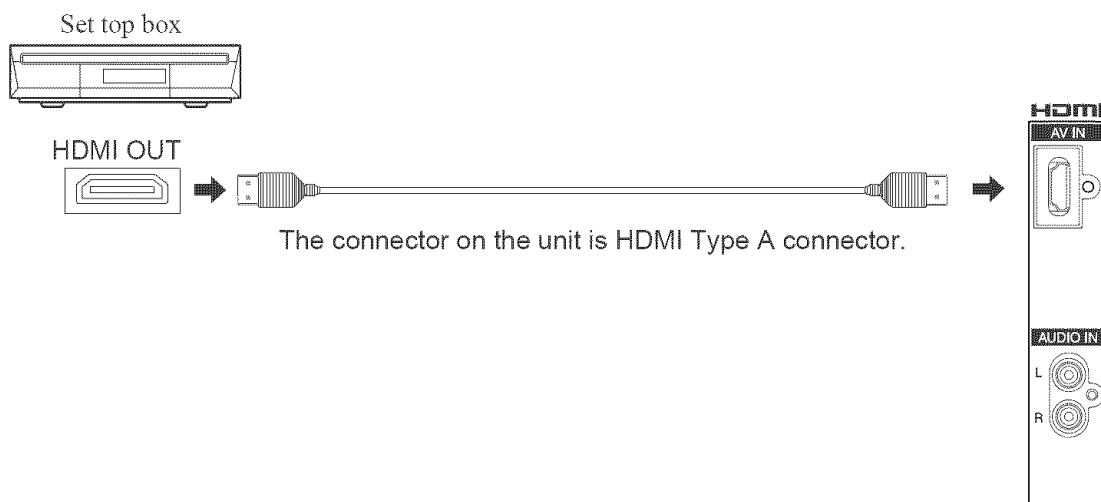 Set top box
HDMI OUT
HDMI
AV IN
The connector on the unit is HDMI Type A connector.
AUDIO IN
L
R